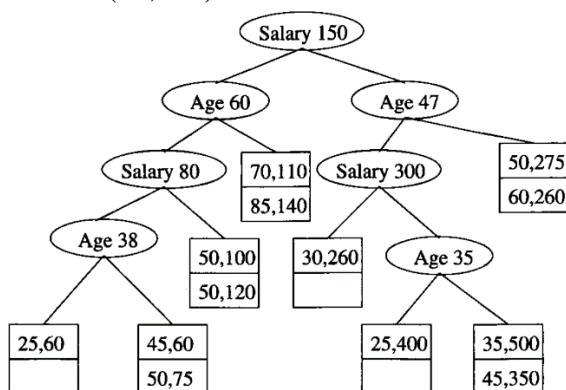 Salary 150
Age 60
Age 47
Salary 80
70,110
85,140
Salary 300
50,275
60,260
Age 38
50,100
50,120
30,260
Age 35
25,60
45,60
50,75
25,400
35,500
45,350